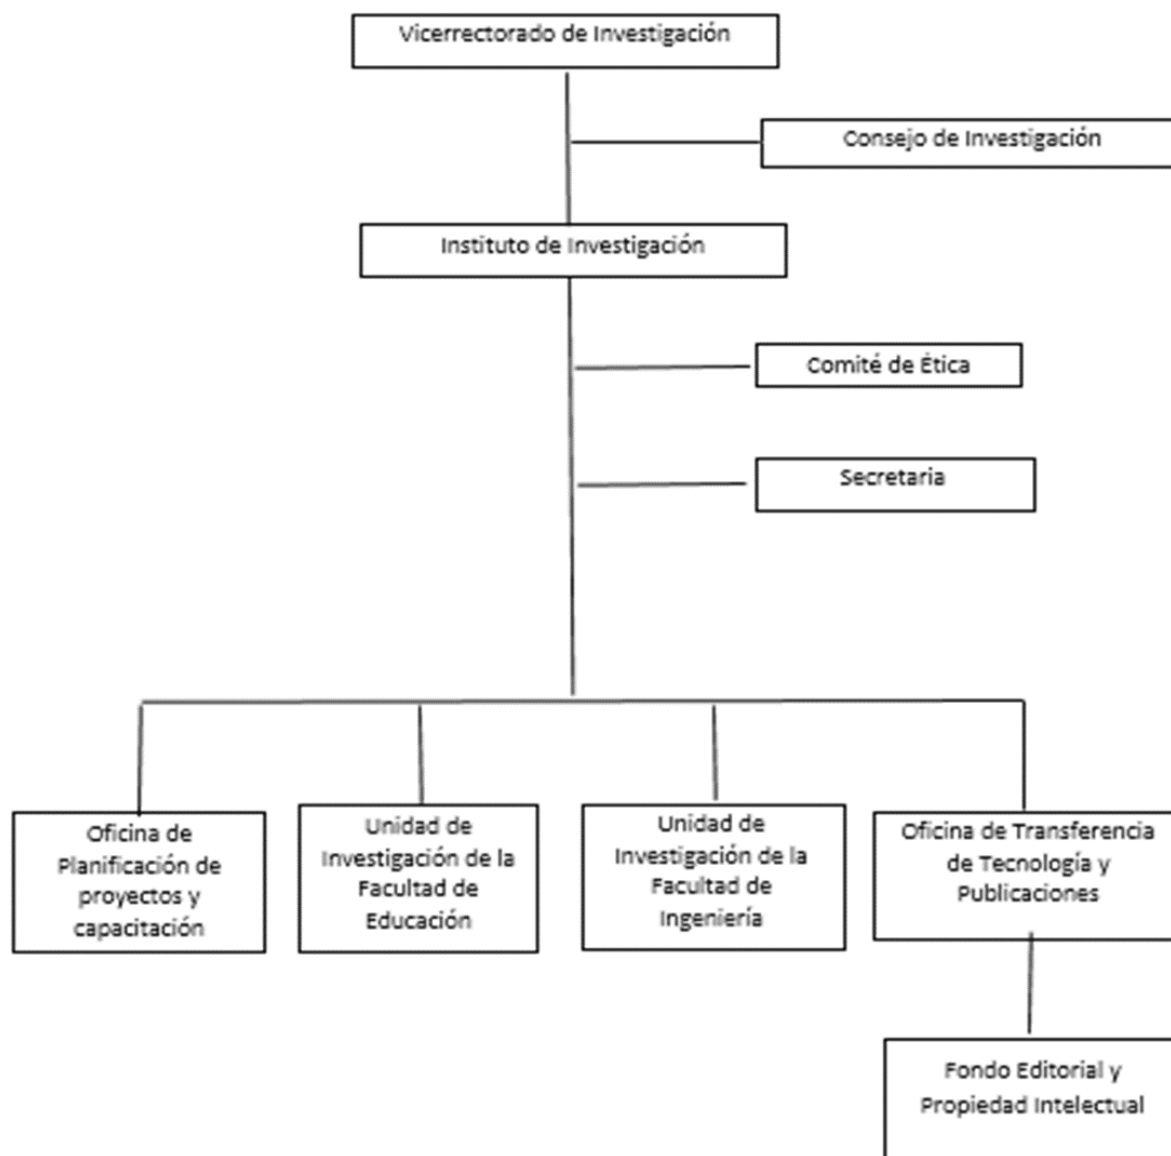 Vicerrectorado de Investigación
Consejo de Investigación
Instituto de Investigación
Comité de Ética
Secretaria
Oficina de
Planificación de
proyectos y
capacitación
Unidad de
Investigación de la
Facultad de
Educación
Unidad de
Investigación de la
Facultad de
Ingeniería
Oficina de Transferencia
de Tecnología y
Publicaciones
Fondo Editorial y
Propiedad Intelectual